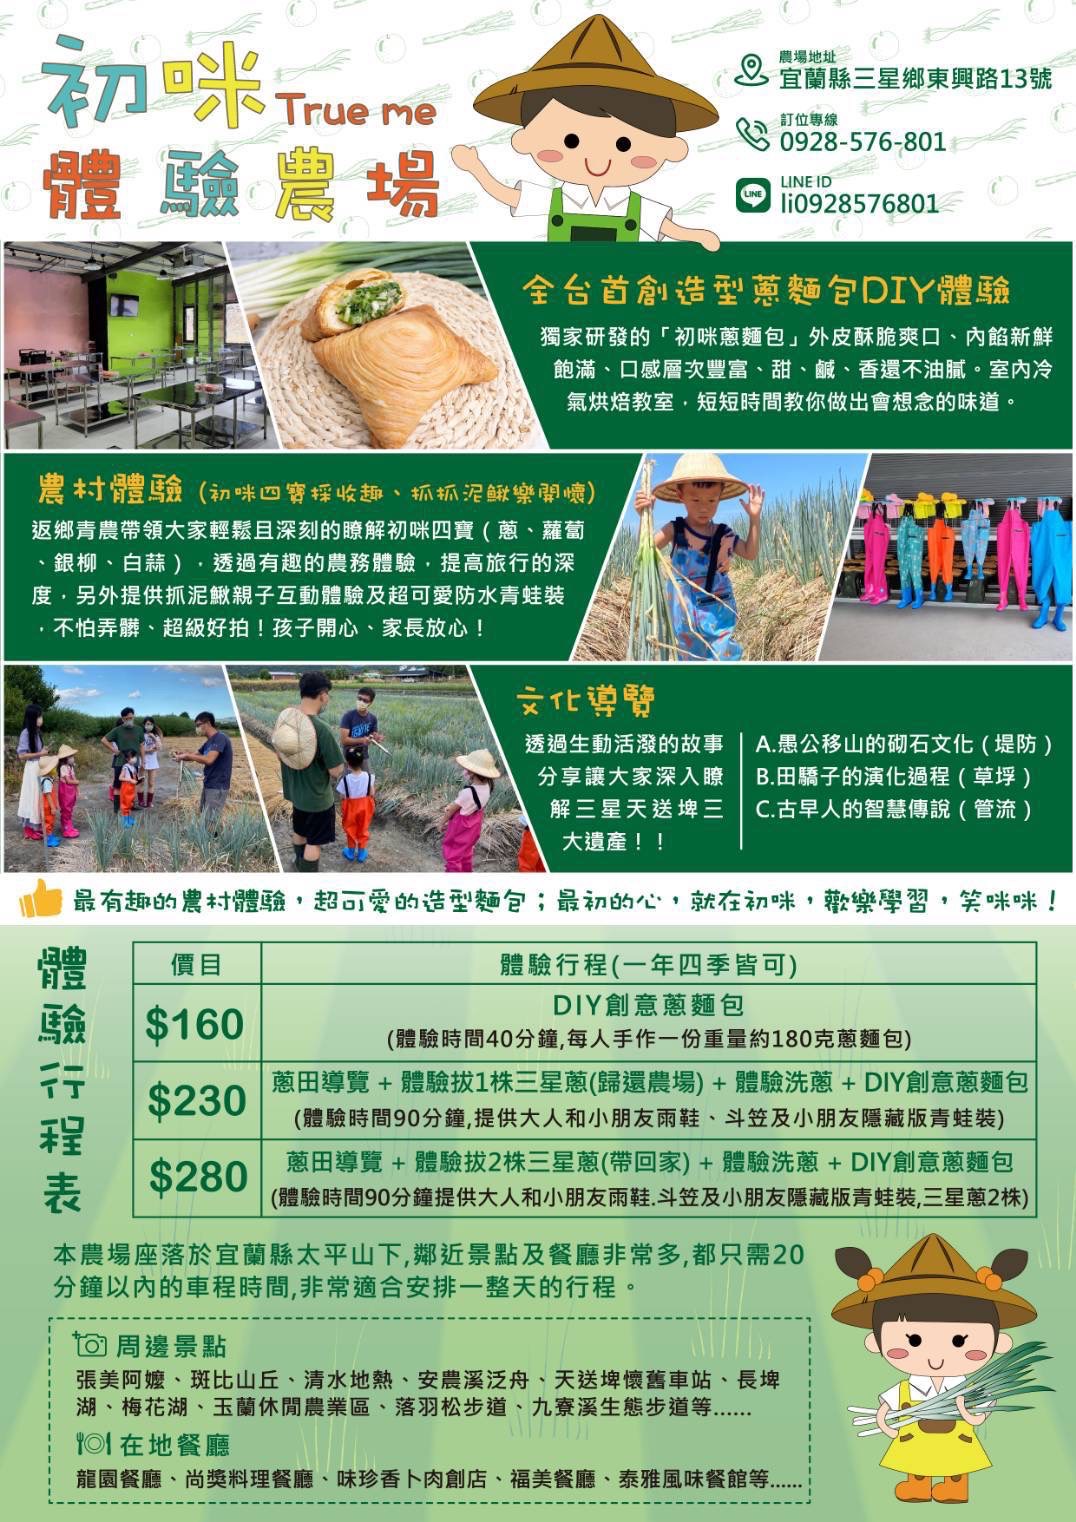 初咪 True me
體驗農場
農場地址
宜蘭縣三星鄉東興路13號
訂位專線
0928-576-801
LINE
LINE ID
li0928576801
全台首創造型蔥麵包DIY體驗
獨家研發的「初咪蔥麵包」外皮酥脆爽口、內餡新鮮
飽滿、口感層次豐富、甜、鹹、香還不油膩。室內冷
氣烘焙教室，短短時間教你做出會想念的味道。
農村體驗 (初咪四寶採收趣、抓抓泥鰍樂開懷)
返鄉青農帶領大家輕鬆且深刻的瞭解初咪四寶（蔥、蘿蔔
、銀柳、白蒜），透過有趣的農務體驗，提高旅行的深
度，另外提供抓泥鰍親子互動體驗及超可愛防水青蛙裝
，不怕弄髒、超級好拍！孩子開心、家長放心！
文化導覽
透過生動活潑的故事
分享讓大家深入瞭
解三星天送埤三
大遺產！！
A.愚公移山的砌石文化（堤防）
B.田驕子的演化過程（草垺）
C.古早人的智慧傳說（管流）
最有趣的農村體驗，超可愛的造型麵包；最初的心，就在初咪，歡樂學習，笑咪咪！
體驗行程表
價目 體驗行程(一年四季皆可)
$160 DIY創意蔥麵包
(體驗時間40分鐘,每人手作一份重量約180克蔥麵包)
$230 蔥田導覽 + 體驗拔1株三星蔥(歸還農場) + 體驗洗蔥 + DIY創意蔥麵包
(體驗時間90分鐘,提供大人和小朋友雨鞋、斗笠及小朋友隱藏版青蛙裝)
$280 蔥田導覽 + 體驗拔2株三星蔥(帶回家) + 體驗洗蔥 + DIY創意蔥麵包
(體驗時間90分鐘提供大人和小朋友雨鞋.斗笠及小朋友隱藏版青蛙裝,三星蔥2株)
本農場座落於宜蘭縣太平山下,鄰近景點及餐廳非常多,都只需20
分鐘以內的車程時間,非常適合安排一整天的行程。
周邊景點
張美阿嬤、斑比山丘、清水地熱、安農溪泛舟、天送埤懷舊車站、長埤
湖、梅花湖、玉蘭休閒農業區、落羽松步道、九寮溪生態步道等......
在地餐廳
龍園餐廳、尚獎料理餐廳、味珍香卜肉創店、福美餐廳、泰雅風味餐館等......